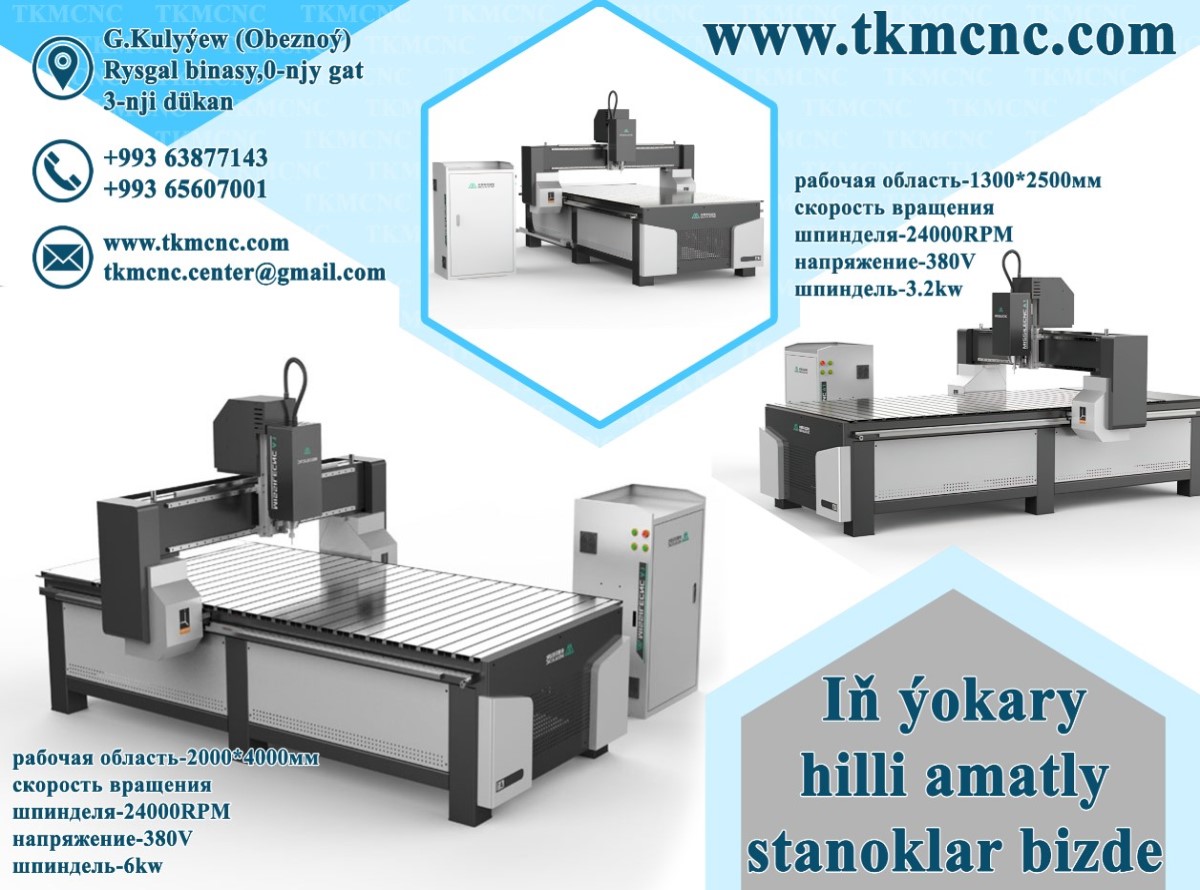 G.Kulyýew (Obeznoý)
Rysgal binasy,0-njy gat
3-nji dükan
+993 63877143
+993 65607001
www.tkmcnc.com
tkmcnc.center@gmail.com
www.tkmcnc.com
рабочая область-1300*2500мм
скорость вращения
шпинделя-24000RPM
напряжение-380V
шпиндель-3.2kw
рабочая область-2000*4000мм
скорость вращения
шпинделя-24000RPM
напряжение-380V
шпиндель-6kw
Iň ýokary
hilli amatly
stanoklar bizde
TKMCNC